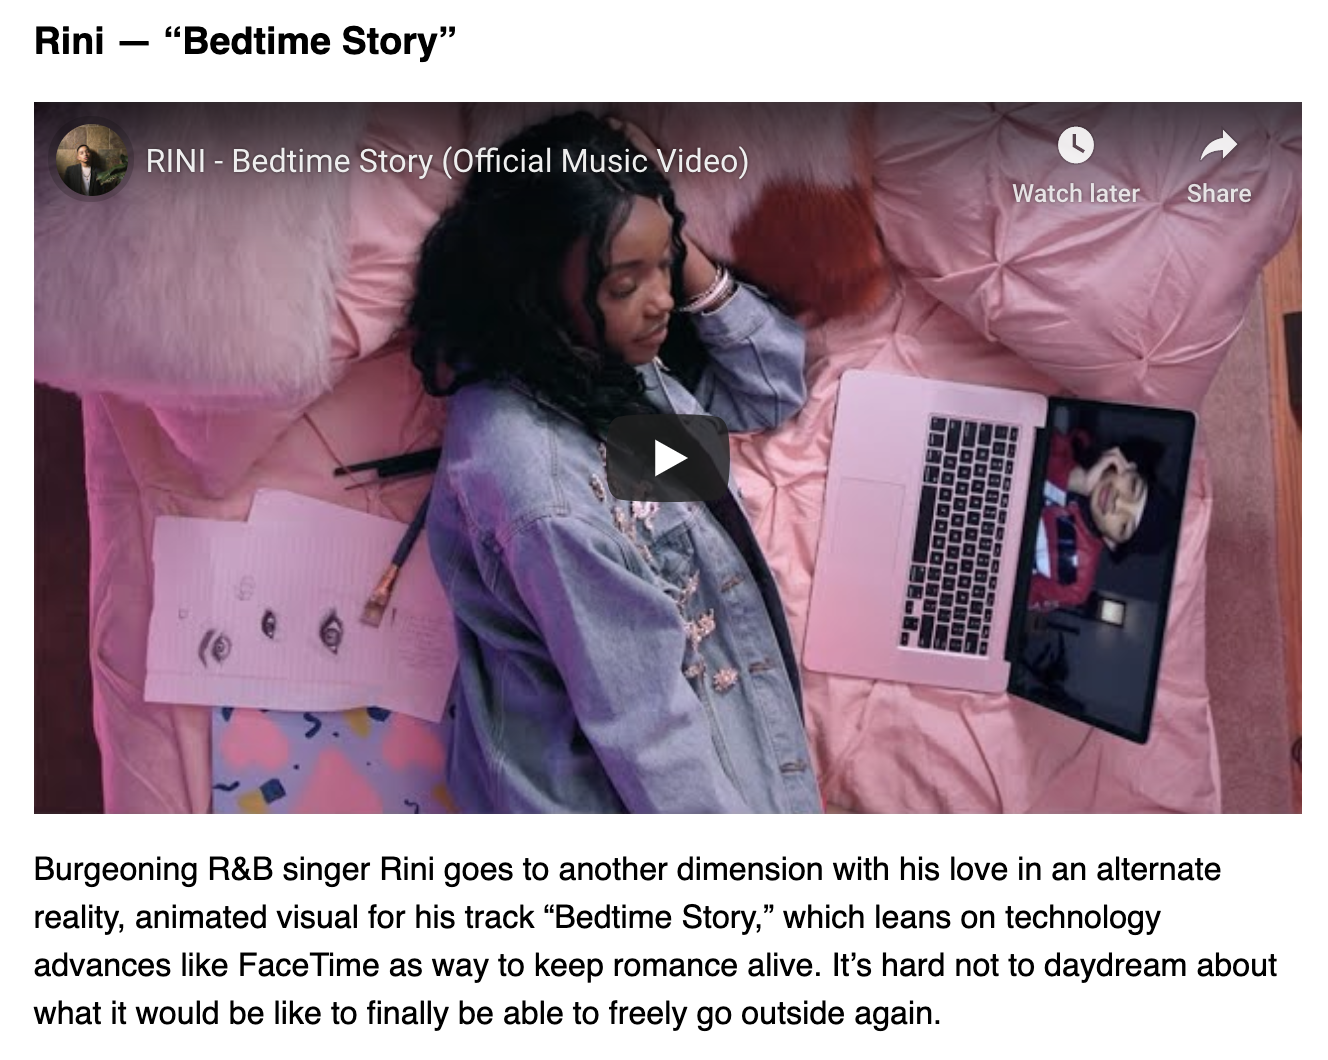 Rini — “Bedtime Story”
RINI - Bedtime Story (Official Music Video)
Watch later
Share
Burgeoning R&B singer Rini goes to another dimension with his love in an alternate
reality, animated visual for his track “Bedtime Story,” which leans on technology
advances like FaceTime as way to keep romance alive. It’s hard not to daydream about
what it would be like to finally be able to freely go outside again.